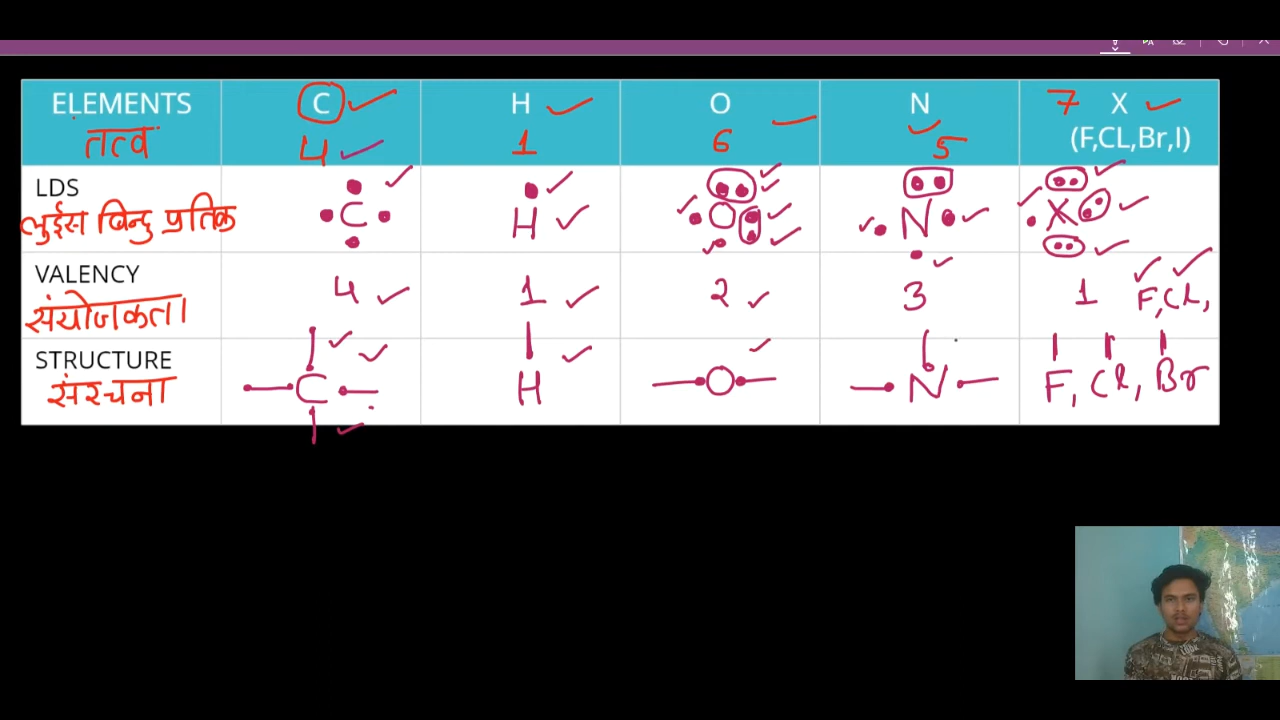 ELEMENTS C H O N 7 X
तत्व 4 1 6 5 (F,CL,Br,I)
LDS
लुईस बिन्दु प्रतिक C H O N X
VALENCY
संयोजकता 4 1 2 3 1 F, Cl,
STRUCTURE
संरचना C H O N F, Cl, Br